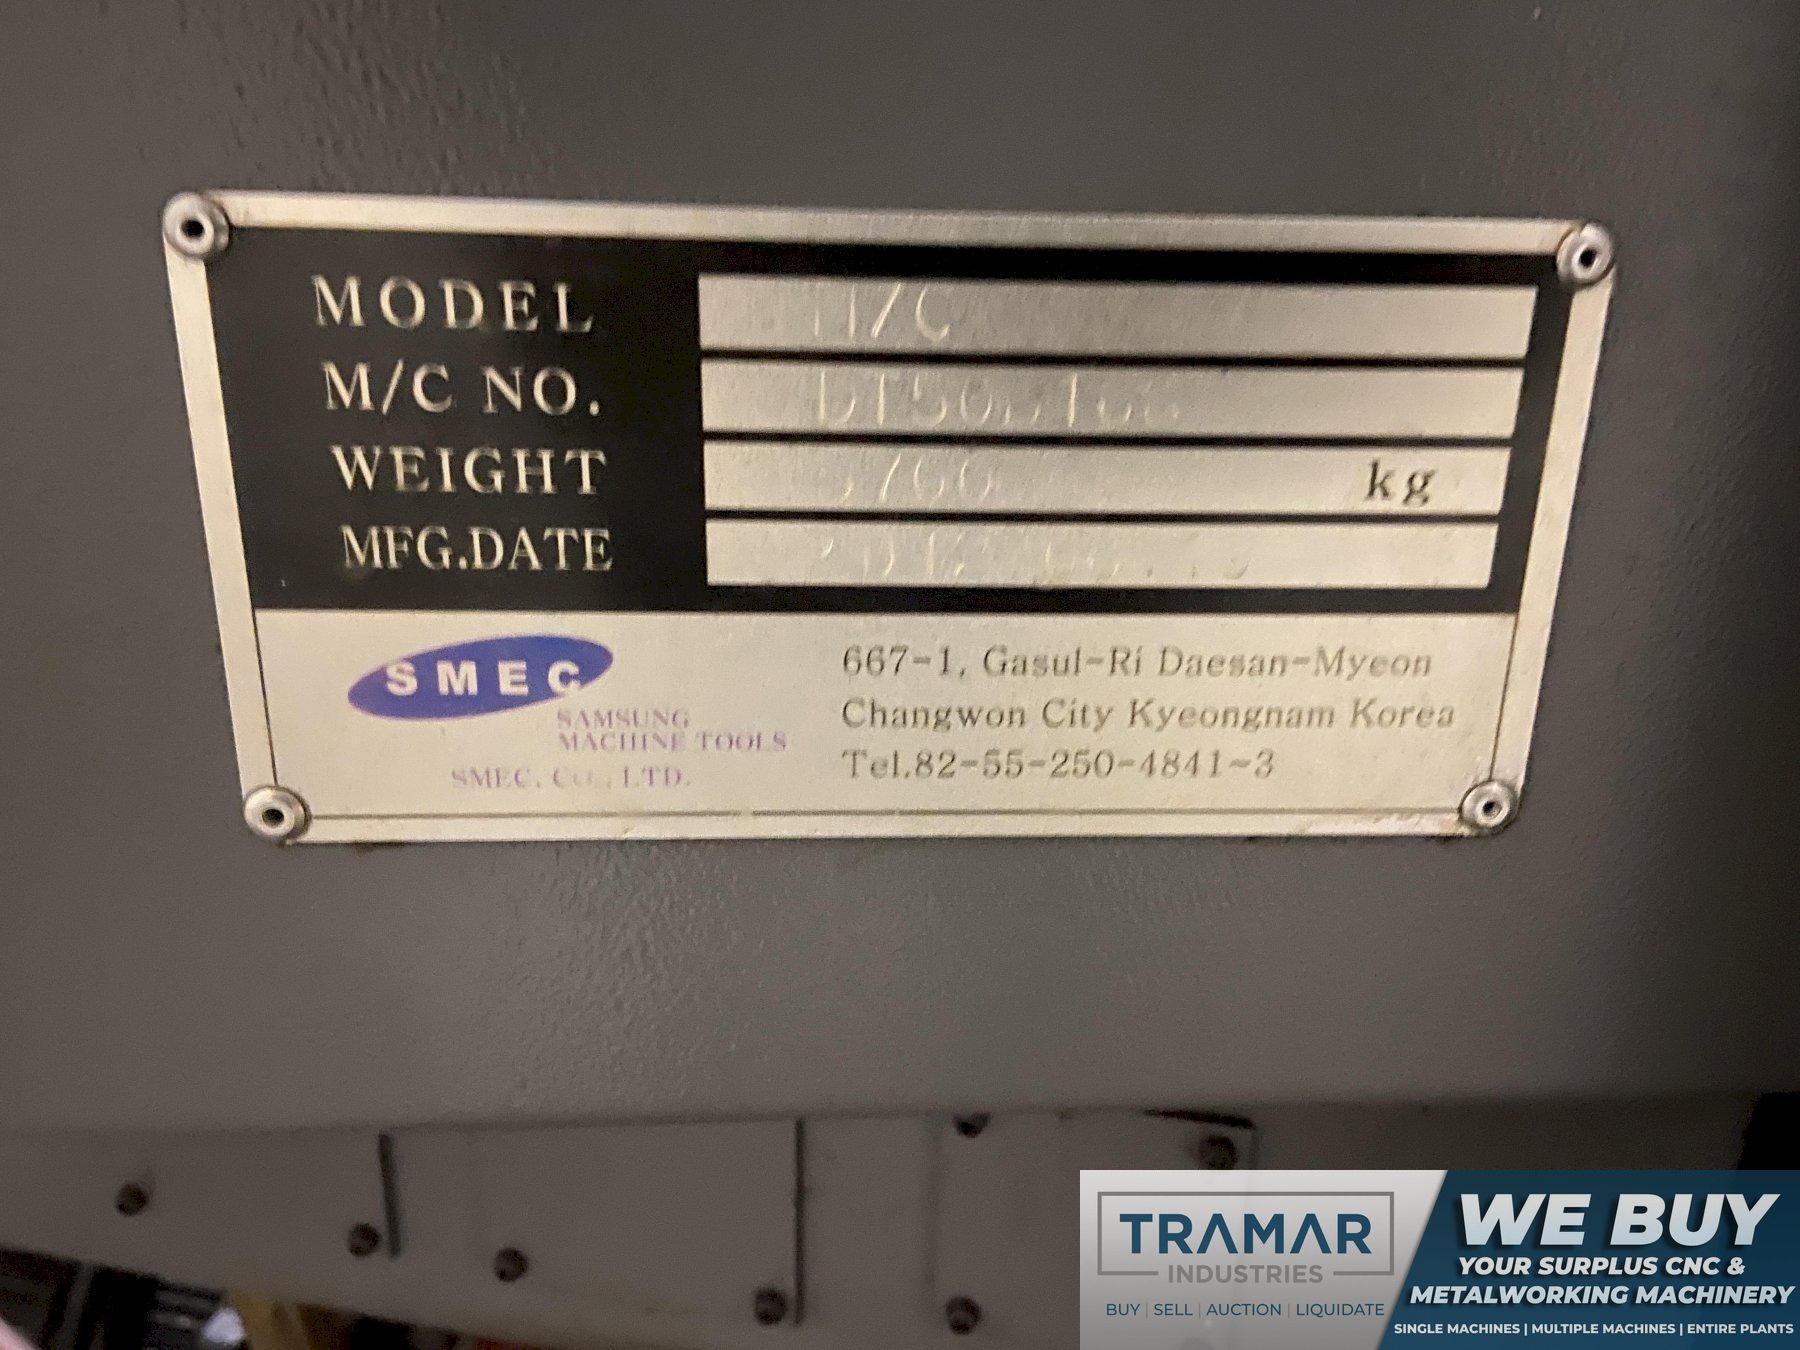 MODEL
M/C NO.
WEIGHT kg
MFG.DATE
SMEC
SAMSUNG
MACHINE TOOLS
SMEC. Co., LTD.
667-1, Gasul-Ri Daesan-Myeon
Changwon City Kyeongnam Korea
Tel.82-55-250-4841~3
TRAMAR
INDUSTRIES
BUY | SELL | AUCTION | LIQUIDATE
WE BUY
YOUR SURPLUS CNC &
METALWORKING MACHINERY
SINGLE MACHINES | MULTIPLE MACHINES | ENTIRE PLANTS